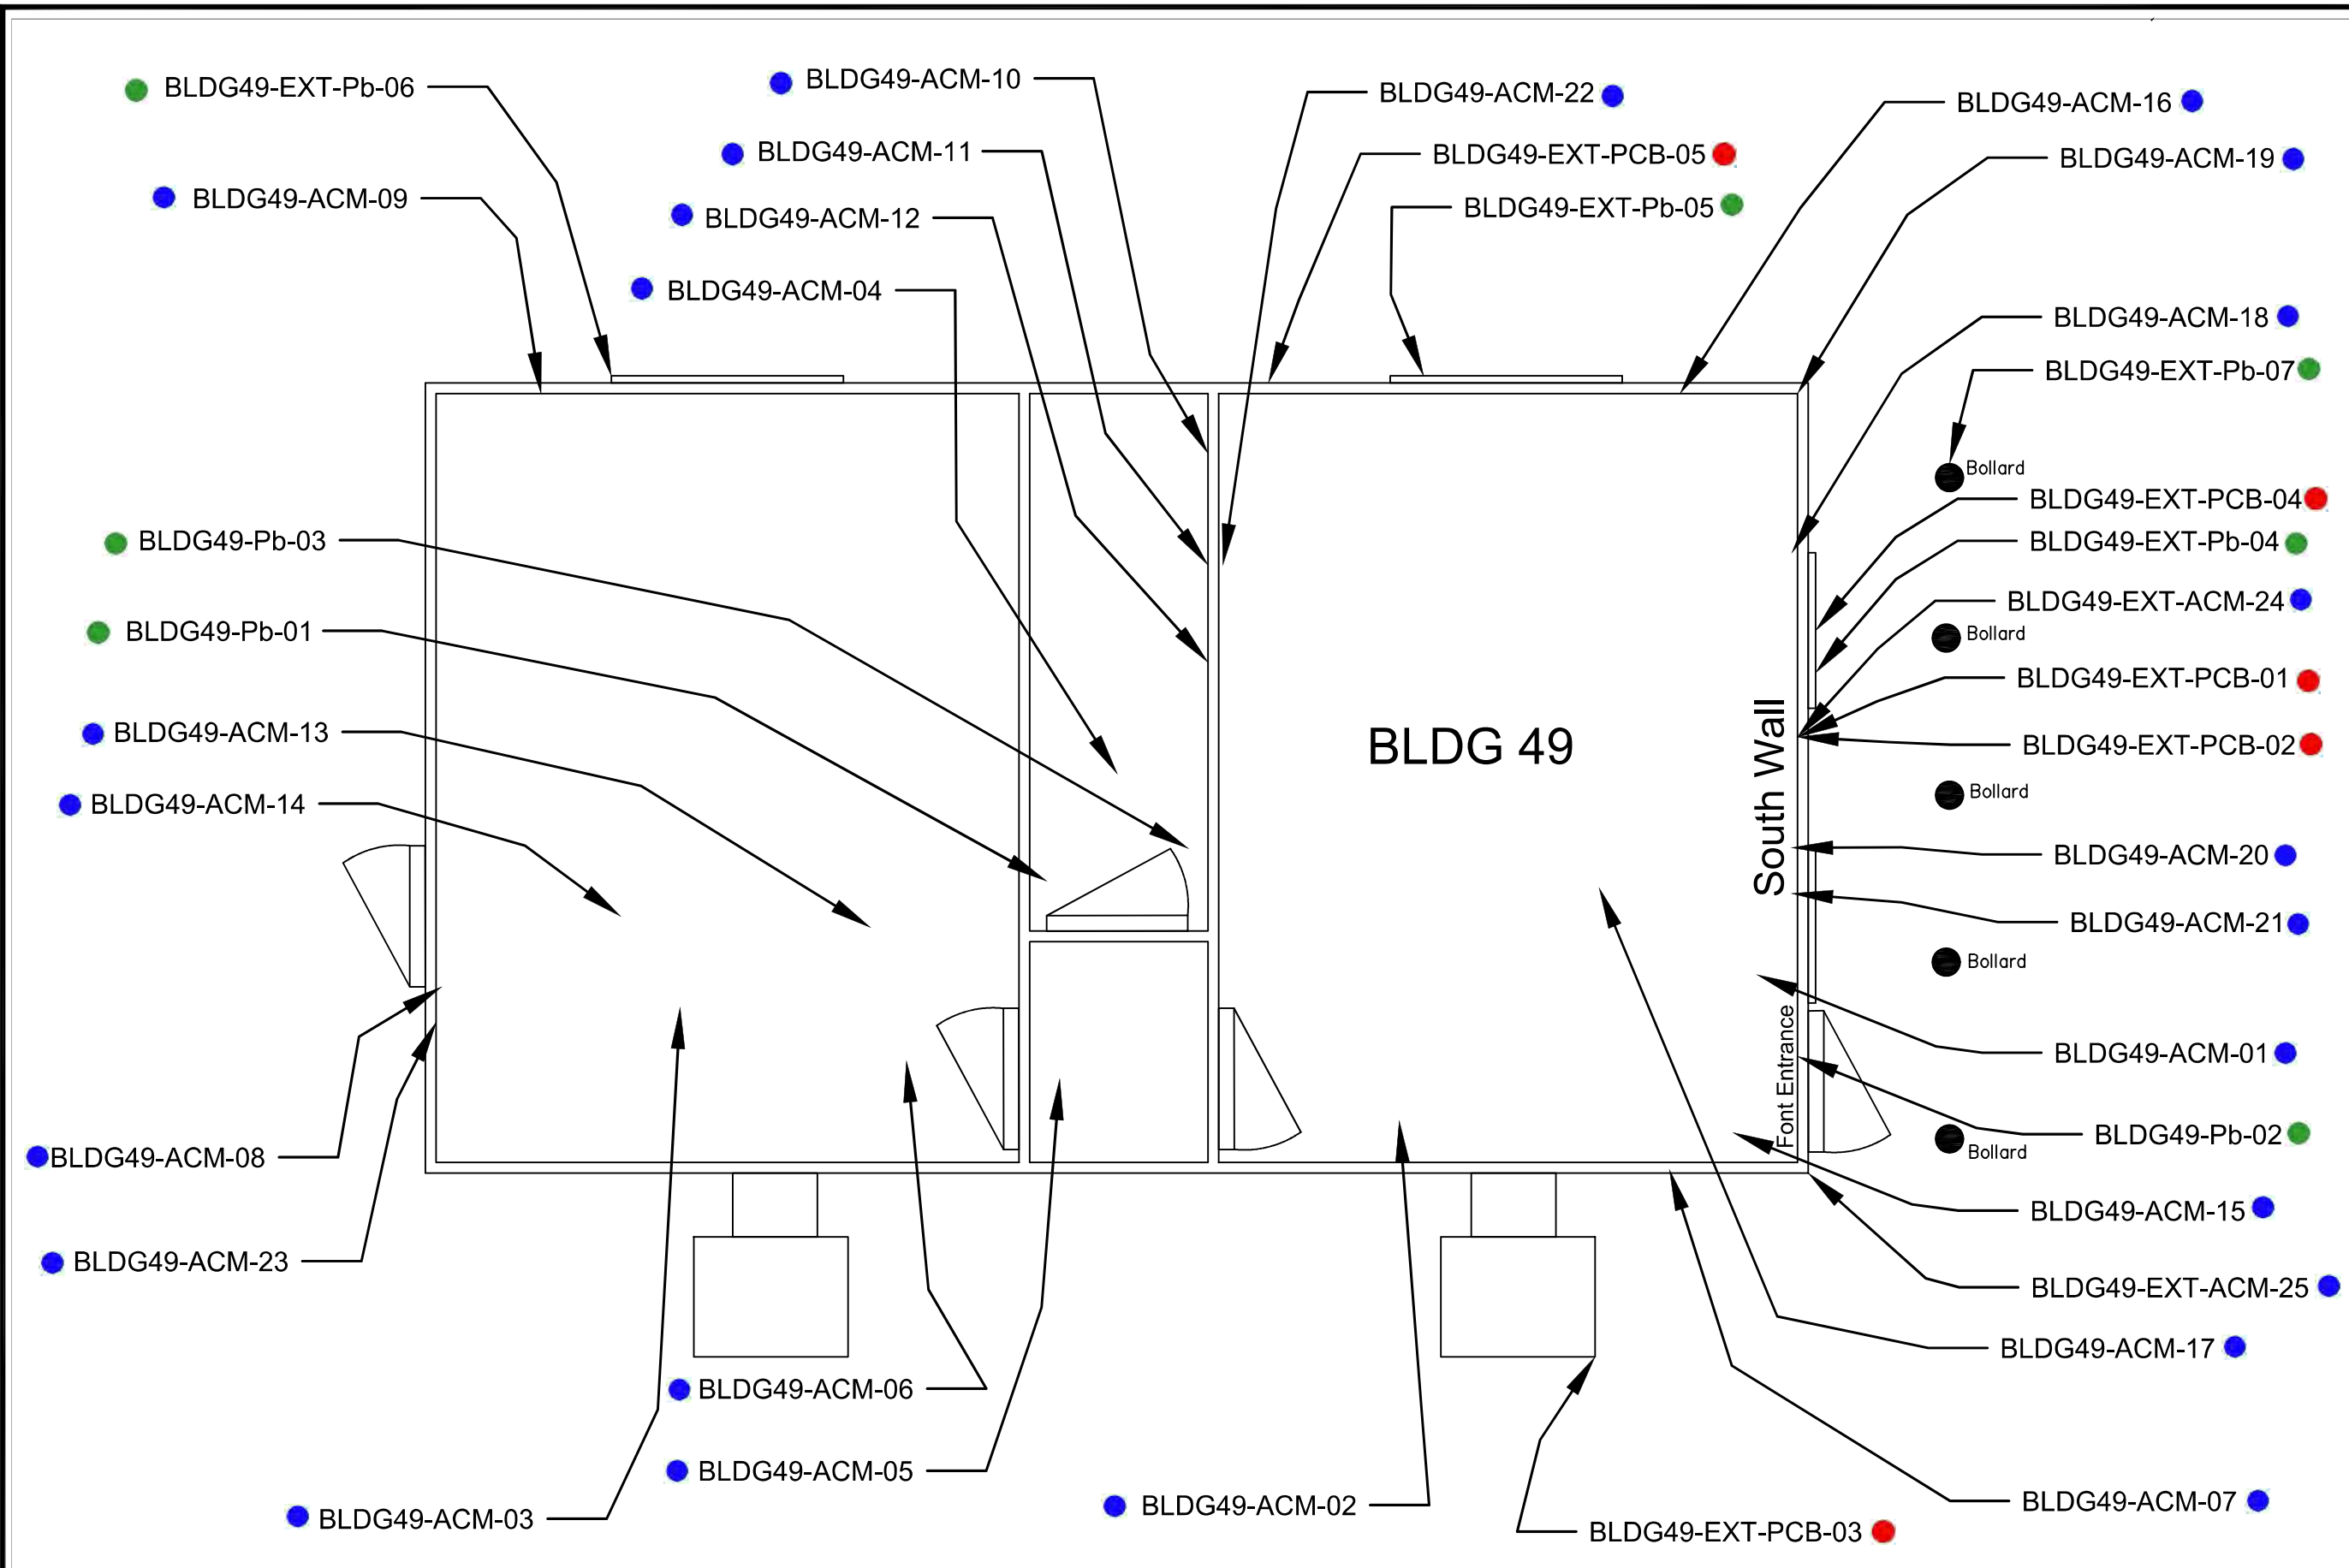 BLDG49-EXT-Pb-06
BLDG49-ACM-09
BLDG49-ACM-10
BLDG49-ACM-11
BLDG49-ACM-12
BLDG49-ACM-04
BLDG49-ACM-22
BLDG49-EXT-PCB-05
BLDG49-EXT-Pb-05
BLDG49-ACM-16
BLDG49-ACM-19
BLDG49-ACM-18
BLDG49-EXT-Pb-07
Bollard
BLDG49-EXT-PCB-04
BLDG49-EXT-Pb-04
BLDG49-EXT-ACM-24
Bollard
BLDG49-EXT-PCB-01
BLDG49-EXT-PCB-02
Bollard
BLDG49-ACM-20
BLDG49-ACM-21
Bollard
BLDG49-ACM-01
BLDG49-Pb-02
Bollard
BLDG49-ACM-15
BLDG49-EXT-ACM-25
BLDG49-ACM-17
BLDG49-ACM-07
BLDG49-EXT-PCB-03
BLDG 49
South Wall
Font Entrance
BLDG49-Pb-03
BLDG49-Pb-01
BLDG49-ACM-13
BLDG49-ACM-14
BLDG49-ACM-08
BLDG49-ACM-23
BLDG49-ACM-06
BLDG49-ACM-05
BLDG49-ACM-03
BLDG49-ACM-02